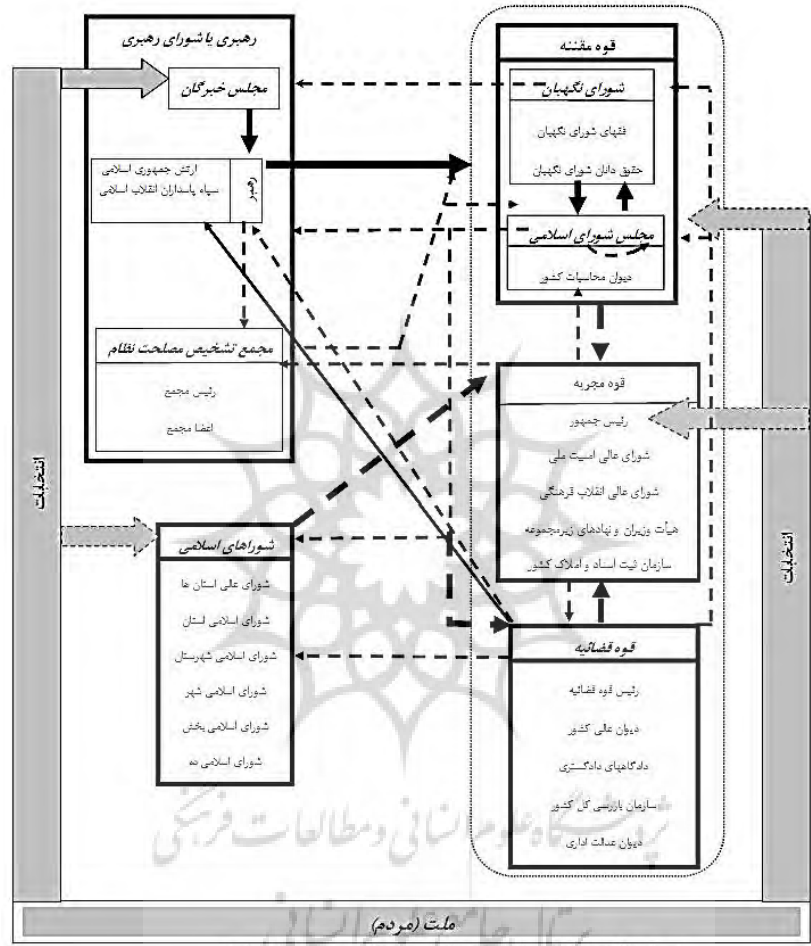 قوه مقننه
شورای نگهبان
فقهای شورای نگهبان
حقوق دانان شورای نگهبان
مجلس شورای اسلامی
دیوان محاسبات کشور
رهبری یا شورای رهبری
مجلس خبرگان
رهبر
ارتش جمهوری اسلامی
سپاه پاسداران انقلاب اسلامی
مجمع تشخیص مصلحت نظام
رئیس مجمع
اعضا مجمع
قوه مجریه
رئیس جمهور
شورای عالی امنیت ملی
شورای عالی انقلاب فرهنگی
هیأت وزیران و نهادهای زیرمجموعه
سازمان ثبت اسناد و املاک کشور
شوراهای اسلامی
شورای عالی استان ها
شورای اسلامی استان
شورای اسلامی شهرستان
شورای اسلامی شهر
شورای اسلامی بخش
شورای اسلامی ده
قوه قضائیه
رئیس قوه قضائیه
دیوان عالی کشور
دادگاههای دادگستری
سازمان بازرسی کل کشور
دیوان عدالت اداری
انتخابات
انتخابات
پژوهشگاه علوم انسانی و مطالعات فرهنگی
ملت (مردم)